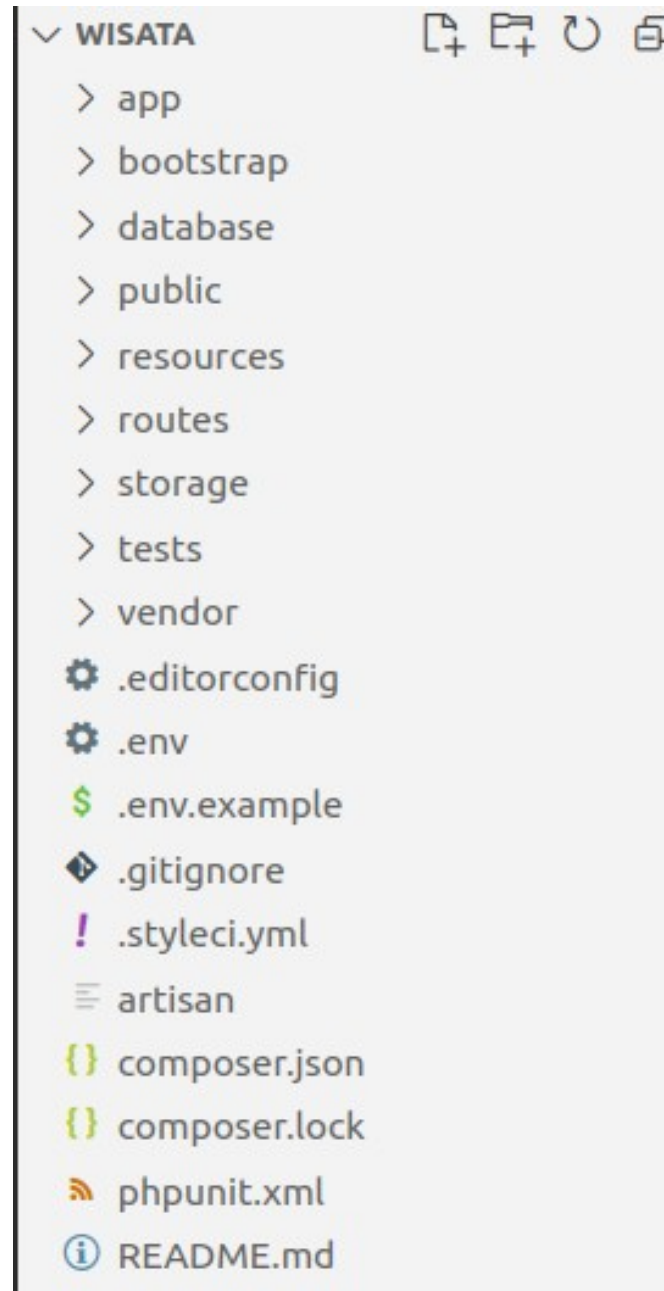 WISATA
app
bootstrap
database
public
resources
routes
storage
tests
vendor
.editorconfig
.env
.env.example
.gitignore
.styleci.yml
artisan
composer.json
composer.lock
phpunit.xml
README.md